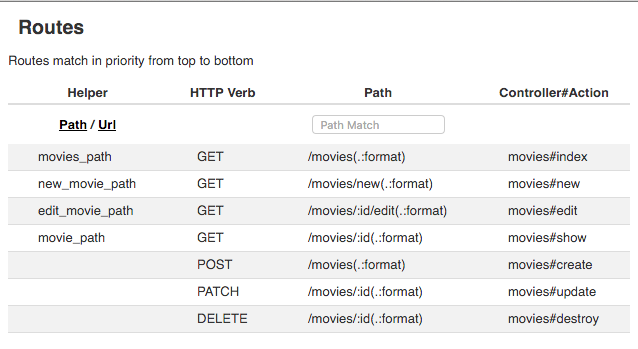 Routes
Routes match in priority from top to bottom
Helper HTTP Verb Path Controller#Action
Path / Url Path Match
movies_path GET /movies(.:format) movies#index
new_movie_path GET /movies/new(.:format) movies#new
edit_movie_path GET /movies/:id/edit(.:format) movies#edit
movie_path GET /movies/:id(.:format) movies#show
POST /movies(.:format) movies#create
PATCH /movies/:id(.:format) movies#update
DELETE /movies/:id(.:format) movies#destroy